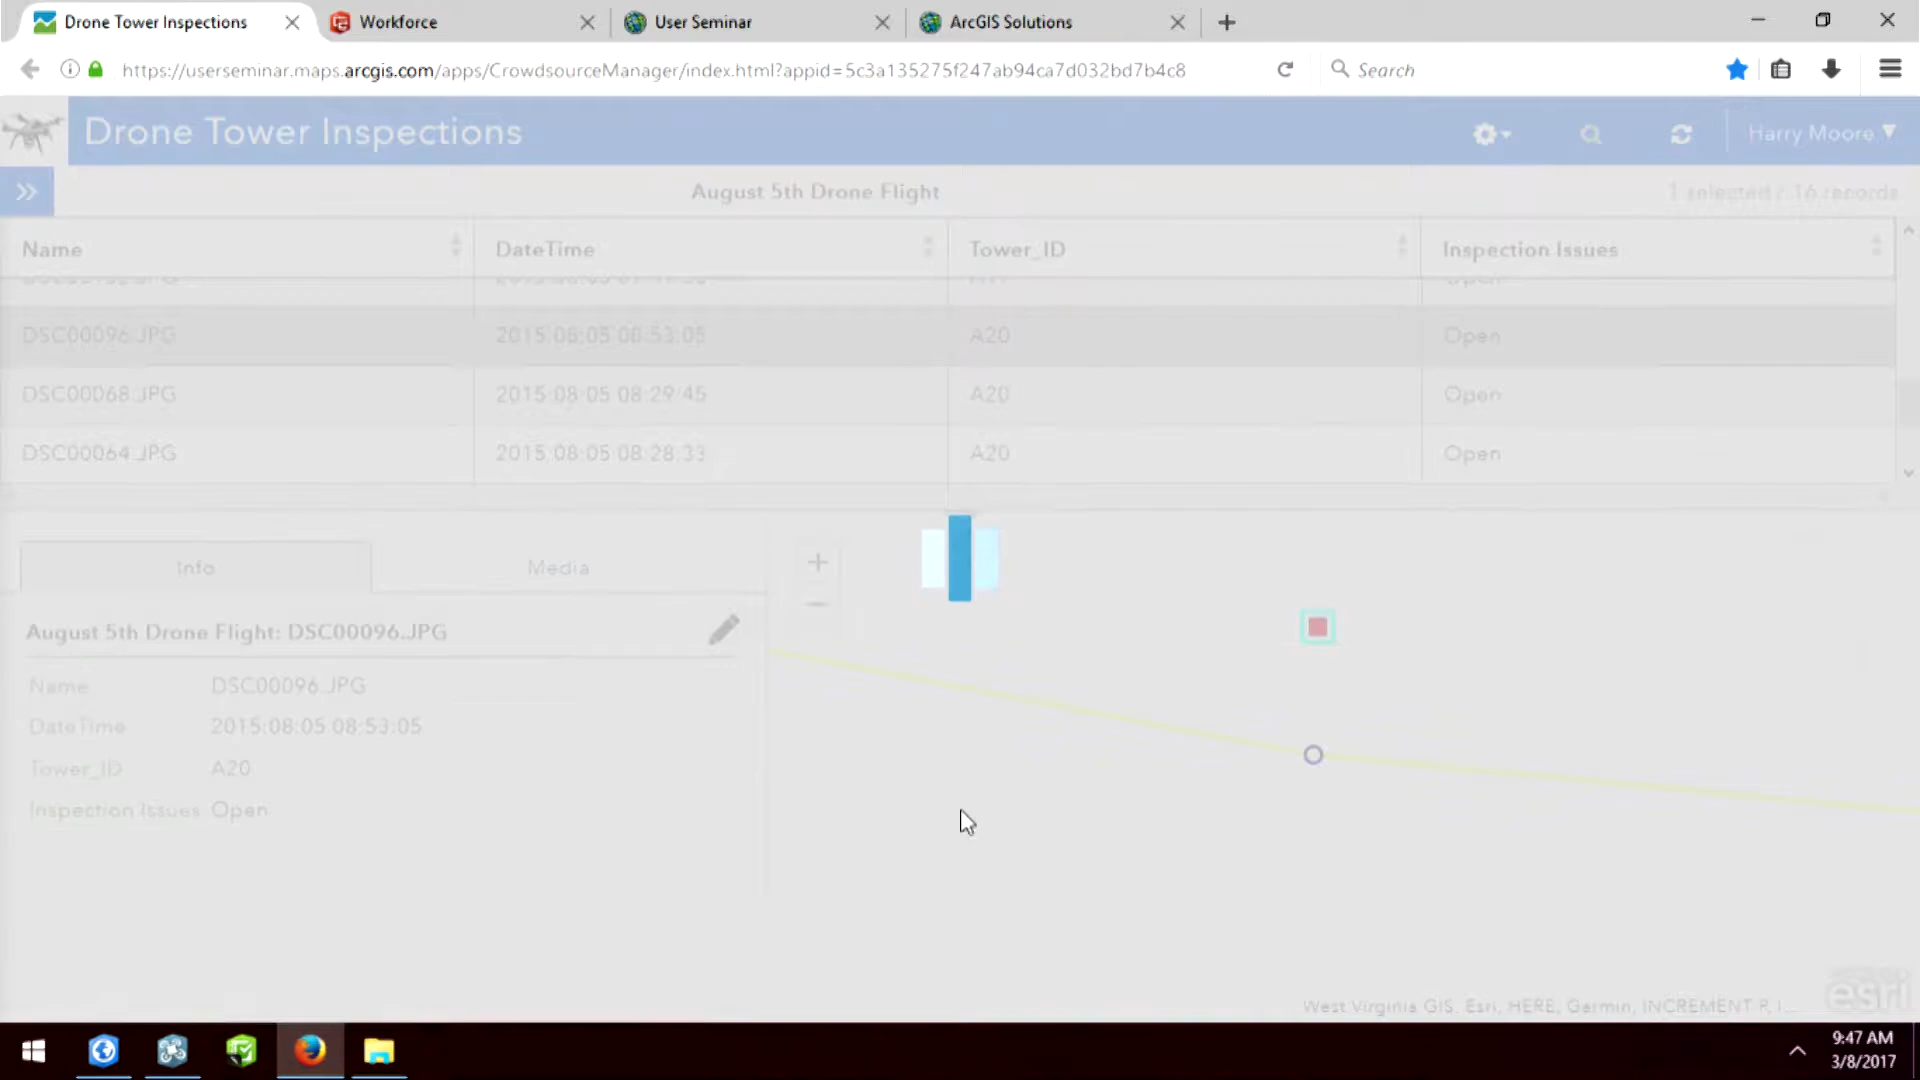 Drone Tower Inspections
Workforce
User Seminar
ArcGIS Solutions
https://userseminar.maps.arcgis.com/apps/CrowdsourceManager/index.html?appid=5c3a135275f247ab94ca7d032bd7b4c8
Search
Drone Tower Inspections
Harry Moore
August 5th Drone Flight
1 selected / 16 records
Name DateTime Tower_ID Inspection Issues
DSC00096.JPG 2015:08:05 08:53:05 A20 Open
DSC00068.JPG 2015:08:05 08:29:45 A20 Open
DSC00064.JPG 2015:08:05 08:28:33 A20 Open
Info Media
August 5th Drone Flight: DSC00096.JPG
Name DSC00096.JPG
DateTime 2015:08:05 08:53:05
Tower_ID A20
Inspection Issues Open
West Virginia GIS, Esri, HERE, Garmin, INCREMENT P, I...
esri
9:47 AM
3/8/2017